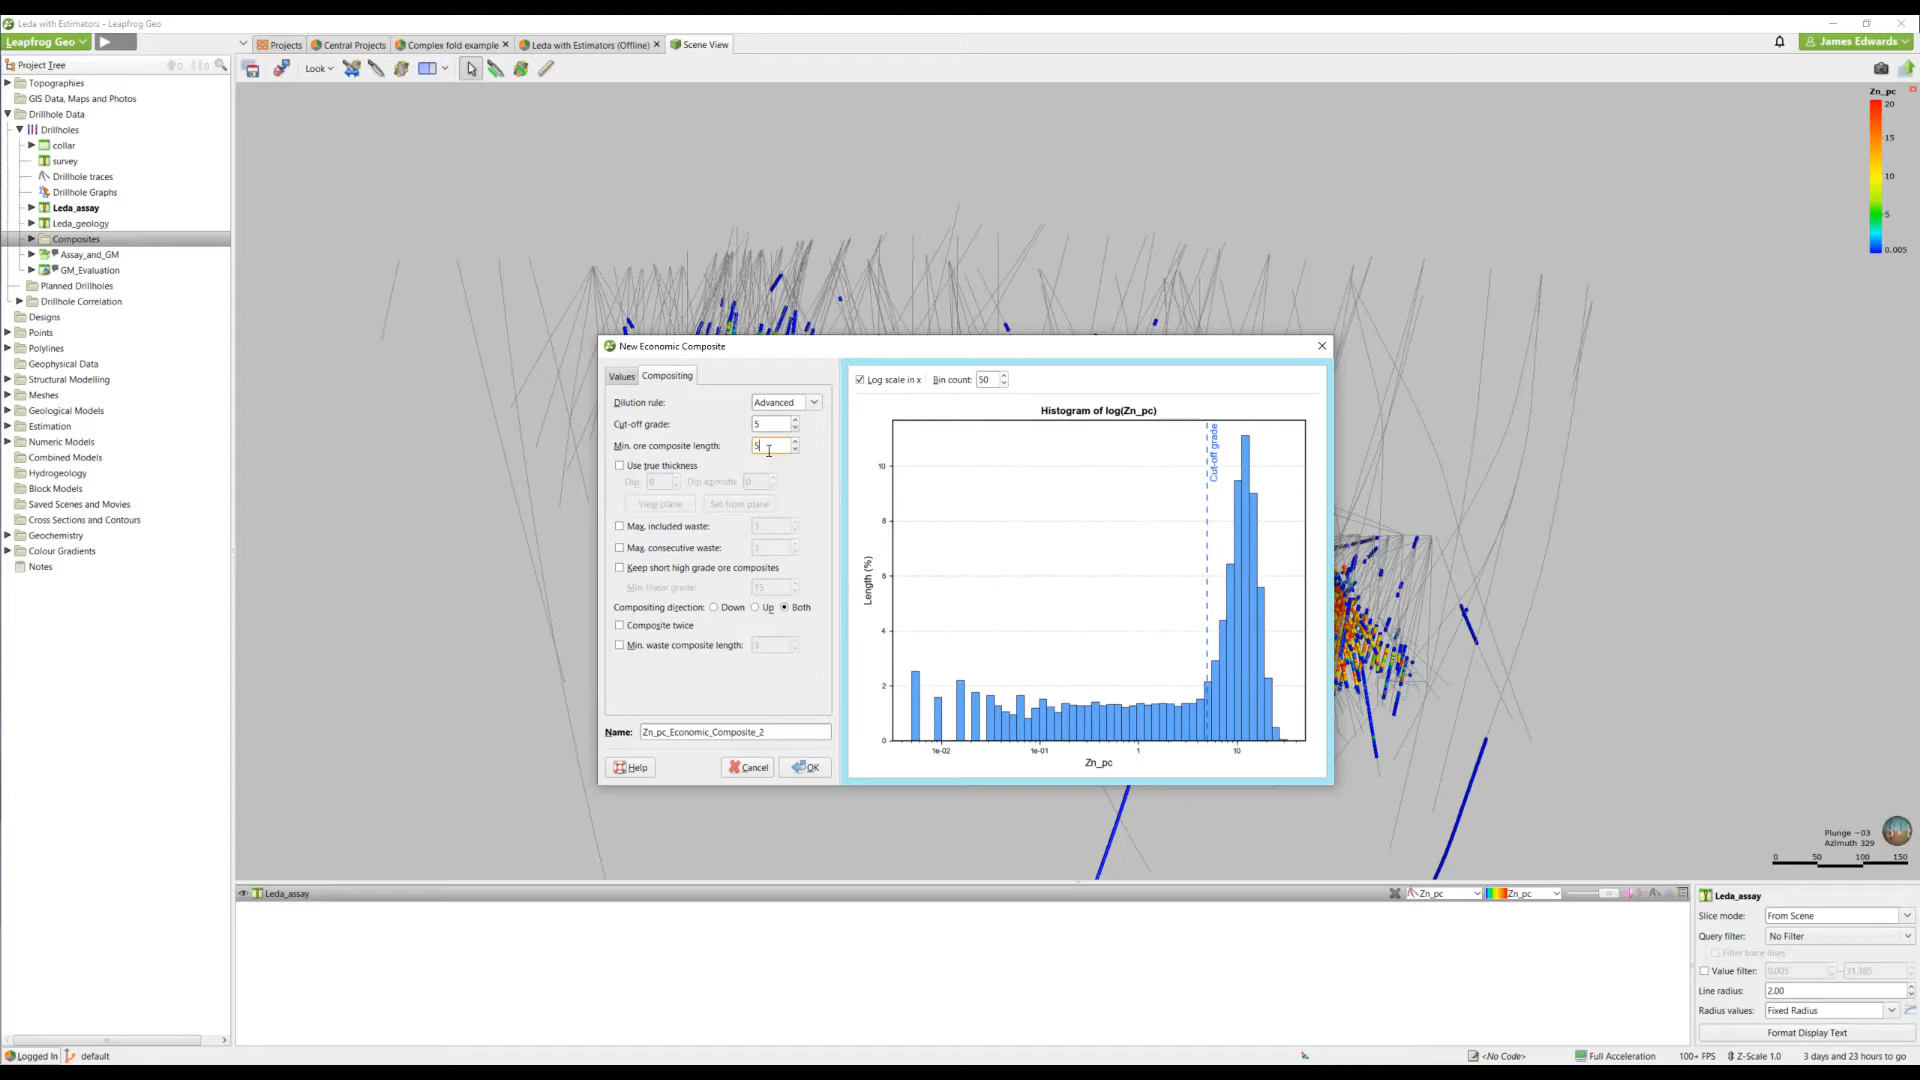 Leda with Estimators - Leapfrog Geo
Leapfrog Geo
Projects
Central Projects
Complex fold example
Leda with Estimators (Offline)
Scene View
James Edwards
Project Tree
Look
Topographies
GIS Data, Maps and Photos
Drillhole Data
Drillholes
collar
survey
Drillhole traces
Drillhole Graphs
Leda_assay
Leda_geology
Composites
Assay_and_GM
GM_Evaluation
Planned Drillholes
Drillhole Correlation
Designs
Points
Polylines
Geophysical Data
Structural Modelling
Meshes
Geological Models
Estimation
Numeric Models
Combined Models
Hydrogeology
Block Models
Saved Scenes and Movies
Cross Sections and Contours
Geochemistry
Colour Gradients
Notes
Zn_pc
20
15
10
5
0.005
New Economic Composite
Values
Compositing
Dilution rule: Advanced
Cut-off grade: 5
Min. ore composite length: 5
Use true thickness
Dip: 0 Dip azimuth: 0
View plane Set from plane
Max. included waste: 3
Max. consecutive waste: 3
Keep short high grade ore composites
Min. linear grade: 15
Compositing direction: Down Up Both
Composite twice
Min. waste composite length: 3
Name: Zn_pc_Economic_Composite_2
Help
Cancel
OK
Log scale in x Bin count: 50
Histogram of log(Zn_pc)
Cut-off grade
Length (%)
10
8
6
4
2
0
1e-02 1e-01 1 10
Zn_pc
Plunge -03
Azimuth 329
0 50 100 150
Leda_assay
Zn_pc
Zn_pc
Leda_assay
Slice mode: From Scene
Query filter: No Filter
Filter trace lines
Value filter: 0.005 - 31.385
Line radius: 2.00
Radius values: Fixed Radius
Format Display Text
Logged In
default
<No Code>
Full Acceleration
100+ FPS
Z-Scale 1.0
3 days and 23 hours to go